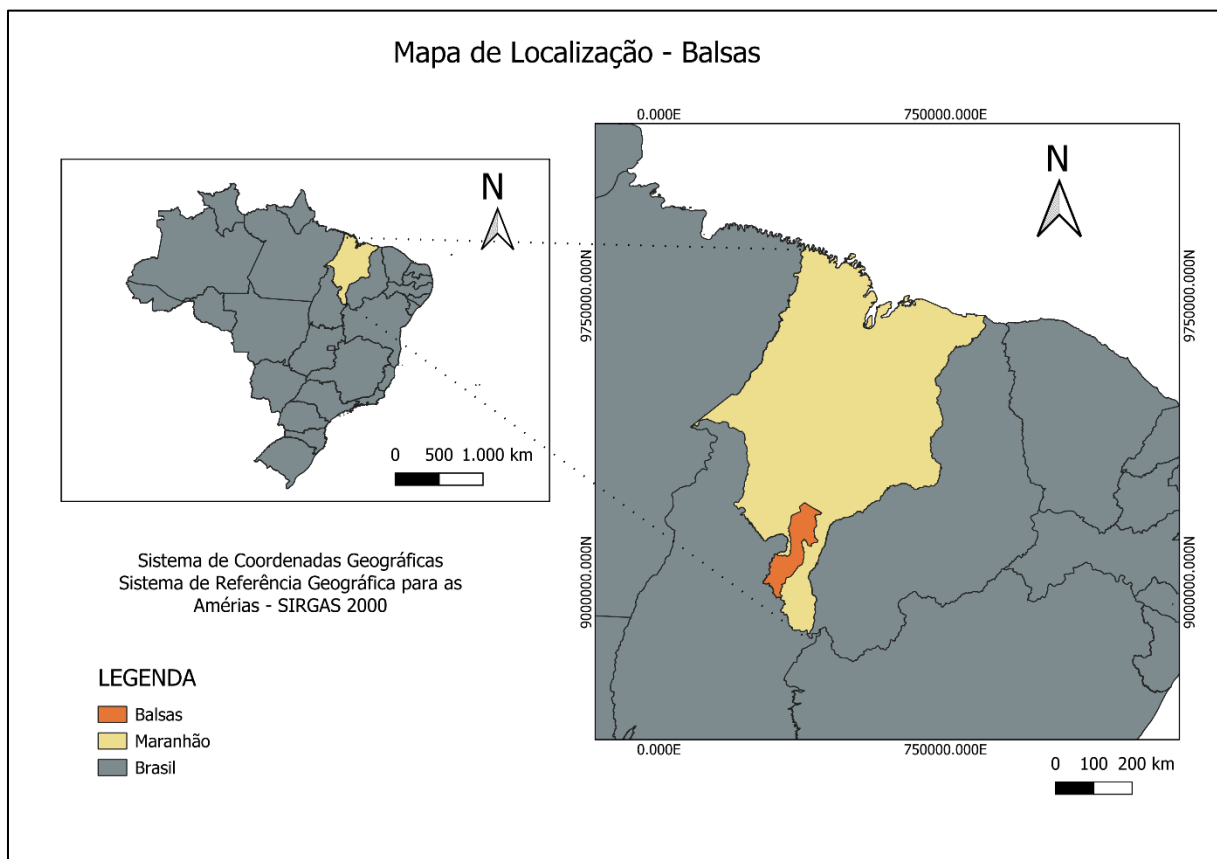 Mapa de Localização - Balsas
N
0 500 1.000 km
Sistema de Coordenadas Geográficas
Sistema de Referência Geográfica para as
Amérias - SIRGAS 2000
LEGENDA
Balsas
Maranhão
Brasil
0.000E 750000.000E
N
9750000.000N 9750000.000N
9000000.000N 9000000.000N
0.000E 750000.000E
0 100 200 km